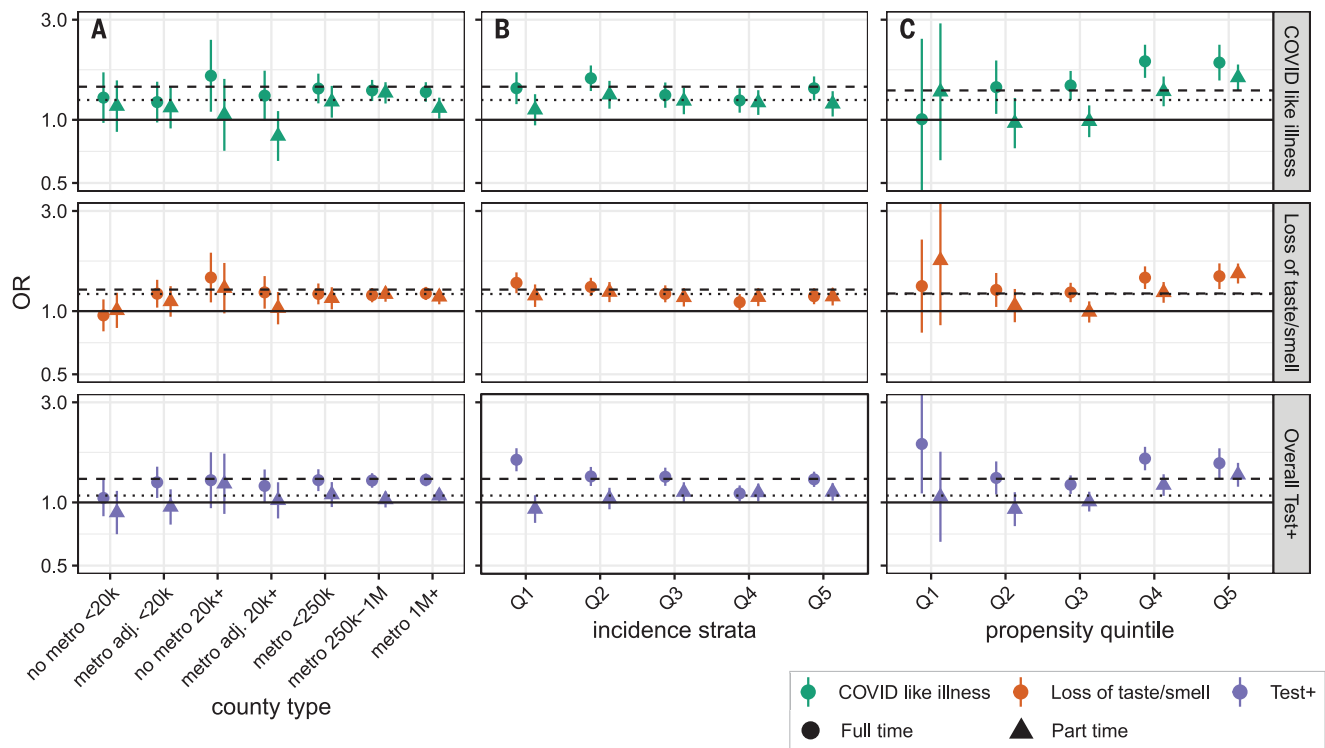 A
B
C
3.0
1.0
0.5
COVID like illness
3.0
1.0
0.5
Loss of taste/smell
3.0
1.0
0.5
Overall Test+
OR
no metro <20k
metro adj. <20k
no metro 20k+
metro adj. 20k+
metro <250k
metro 250k−1M
metro 1M+
county type
Q1
Q2
Q3
Q4
Q5
incidence strata
Q1
Q2
Q3
Q4
Q5
propensity quintile
COVID like illness
Loss of taste/smell
Test+
Full time
Part time